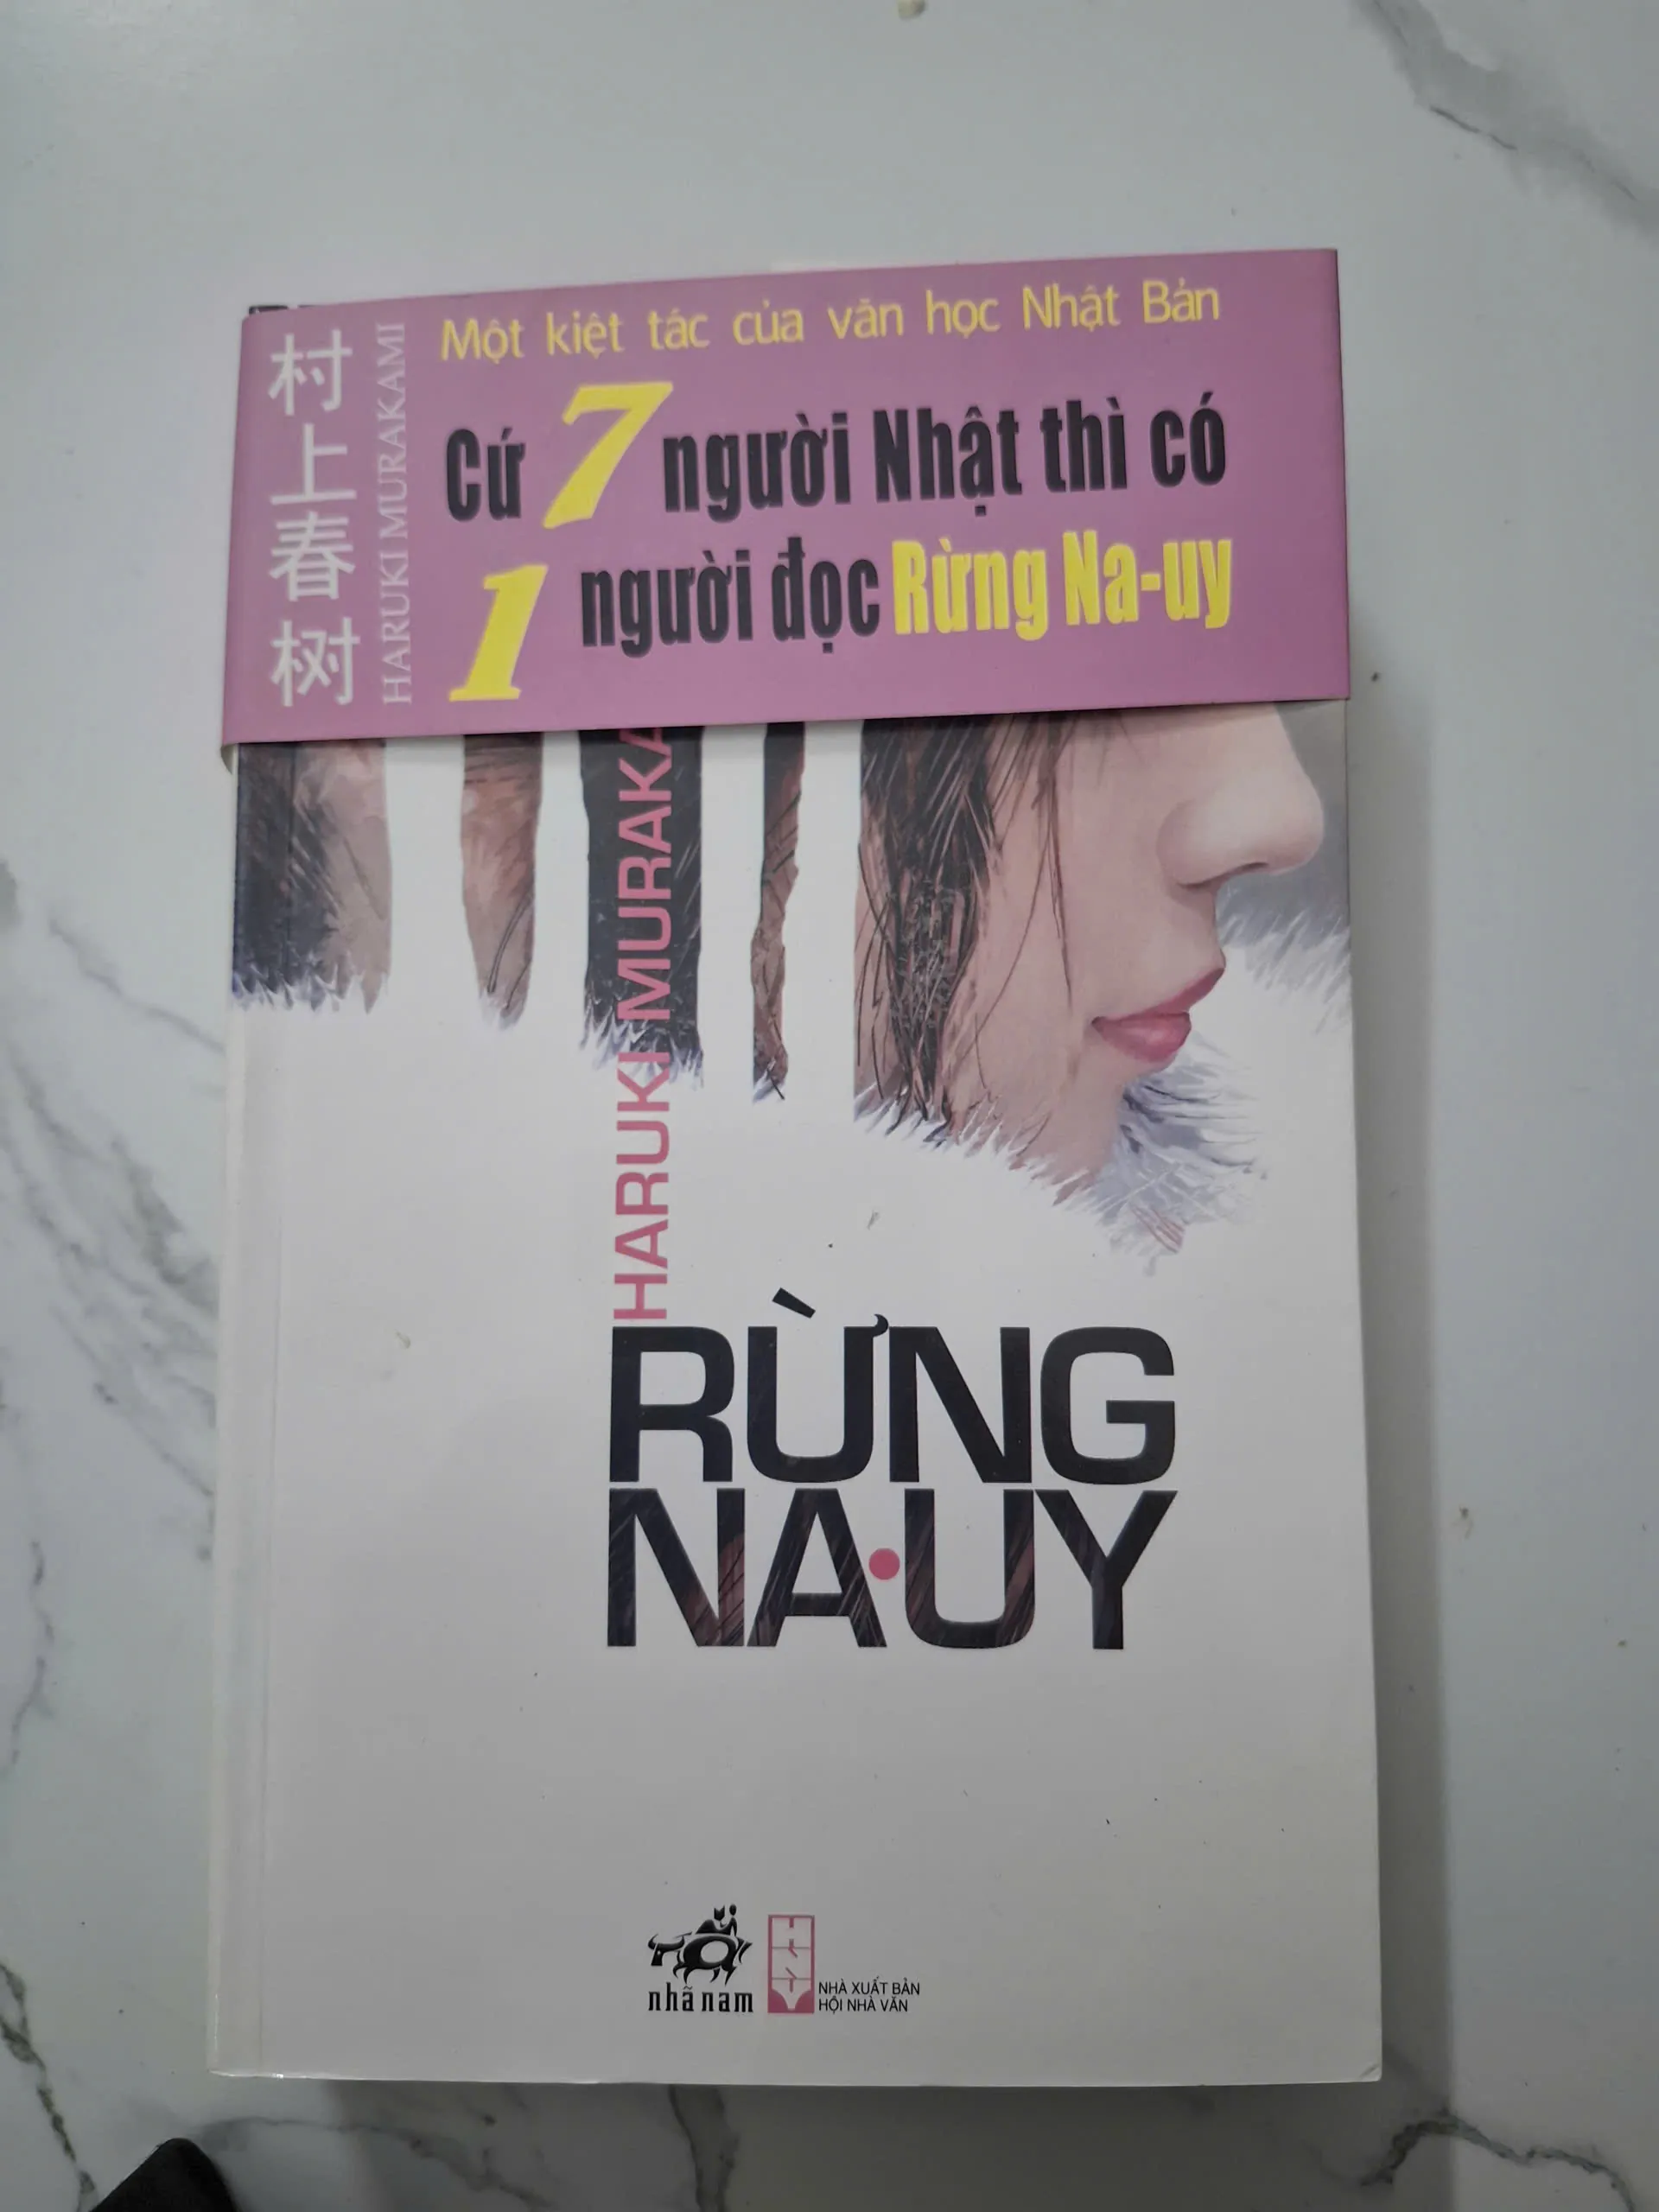 村上春树
HARUKI MURAKAMI
Một kiệt tác của văn học Nhật Bản
Cứ 7 người Nhật thì có
1 người đọc Rừng Na-uy
HARUKI MURAKA
RỪNG
NA•UY
nhã nam
NHÀ XUẤT BẢN
HỘI NHÀ VĂN